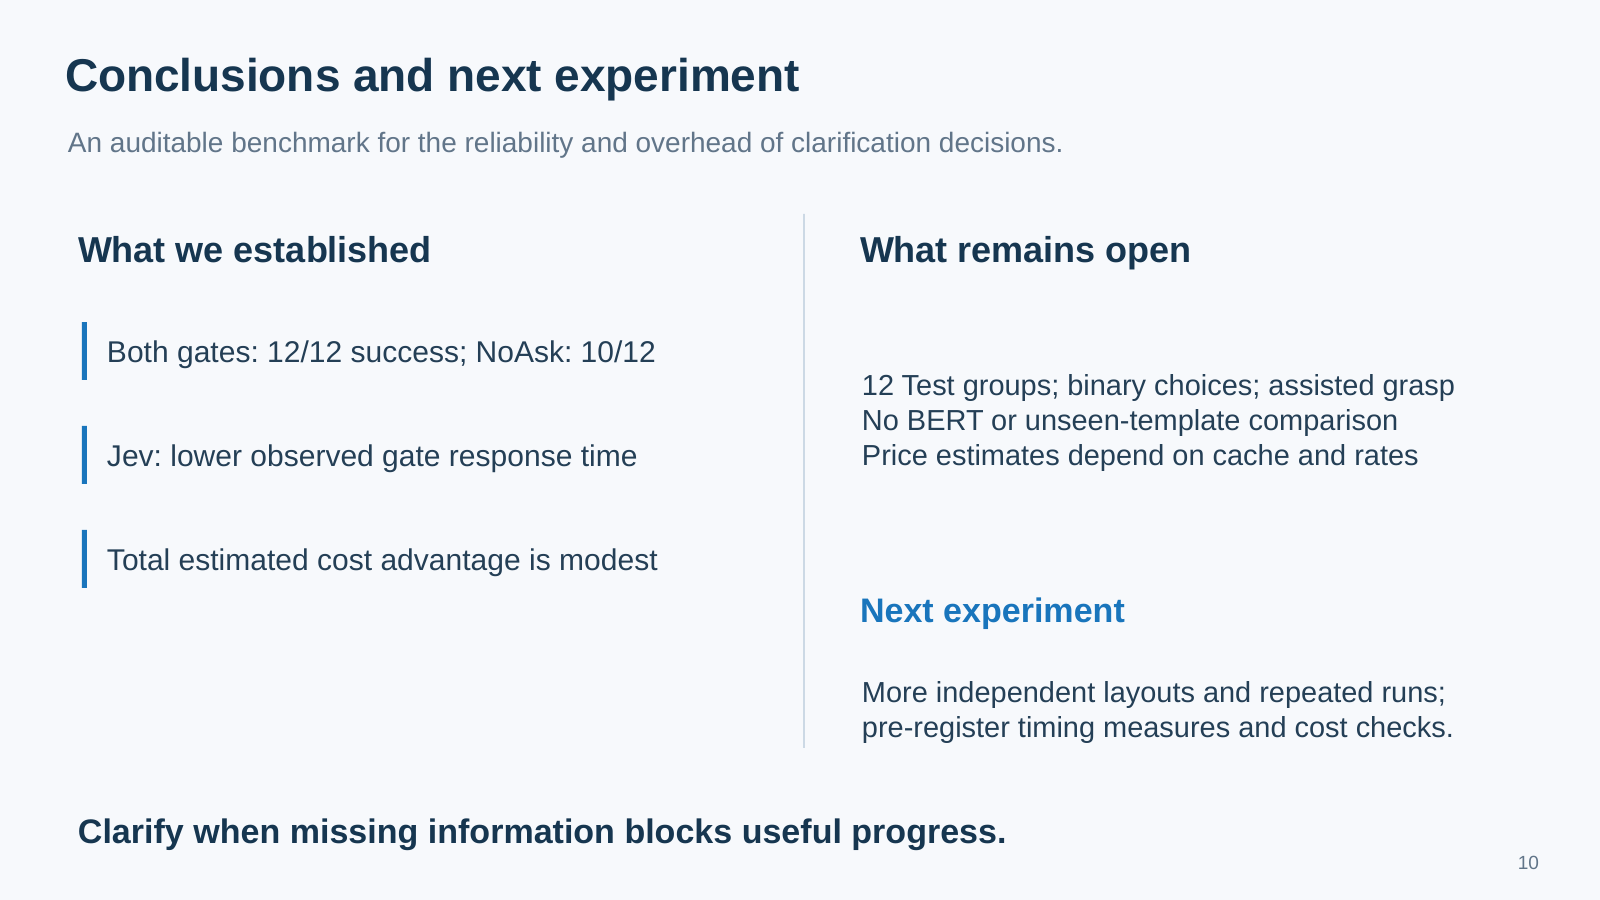 Conclusions and next experiment
An auditable benchmark for the reliability and overhead of clarification decisions.
What we established
Both gates: 12/12 success; NoAsk: 10/12
Jev: lower observed gate response time
Total estimated cost advantage is modest
What remains open
12 Test groups; binary choices; assisted grasp
No BERT or unseen-template comparison
Price estimates depend on cache and rates
Next experiment
More independent layouts and repeated runs;
pre-register timing measures and cost checks.
Clarify when missing information blocks useful progress.
10